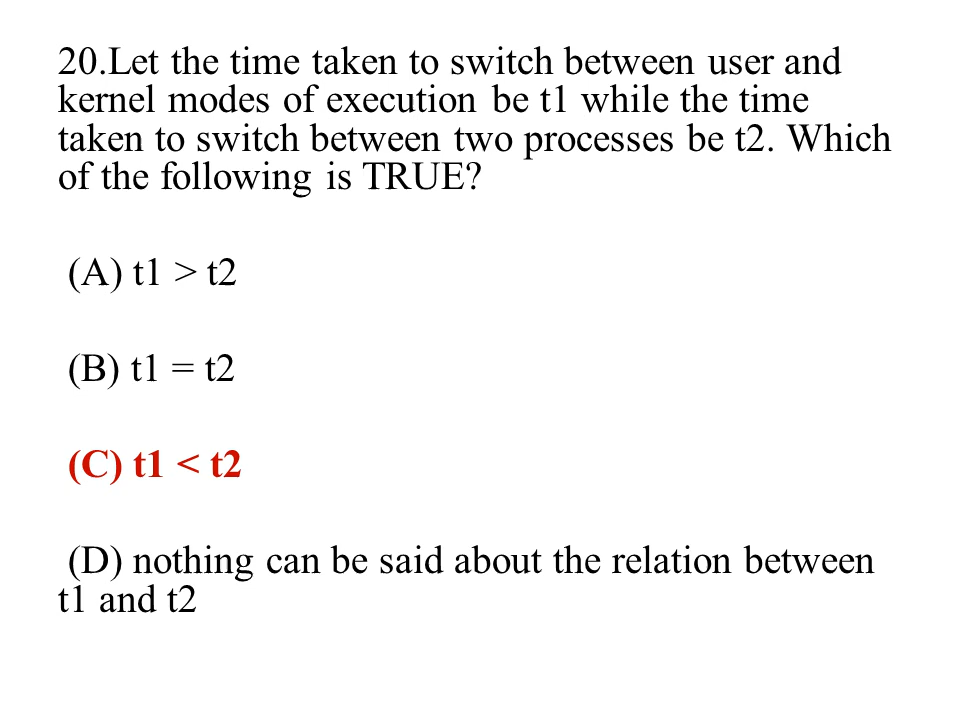 20.Let the time taken to switch between user and
kernel modes of execution be t1 while the time
taken to switch between two processes be t2. Which
of the following is TRUE?
(A) t1 > t2
(B) t1 = t2
(C) t1 < t2
(D) nothing can be said about the relation between
t1 and t2